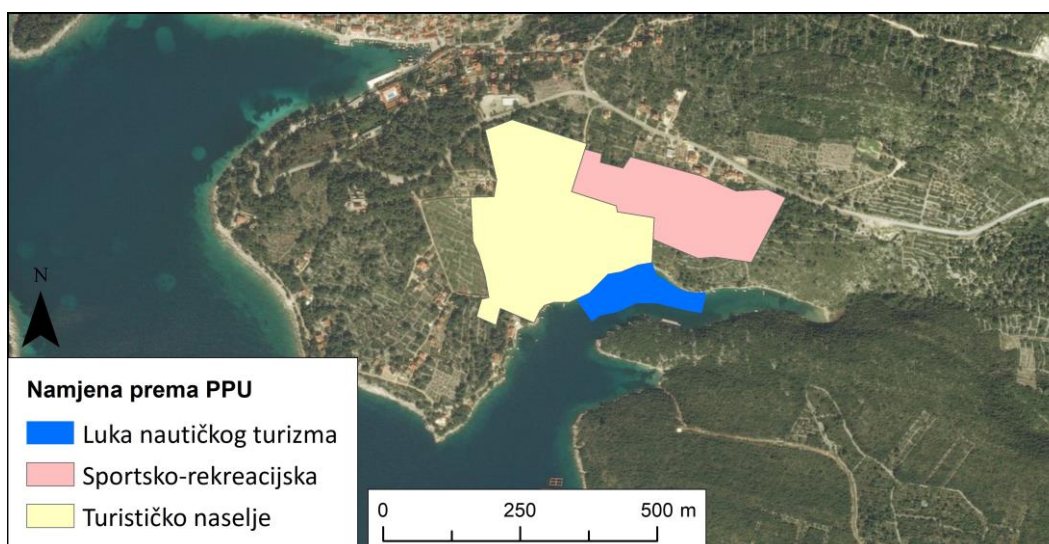 N
Namjena prema PPU
Luka nautičkog turizma
Sportsko-rekreacijska
Turističko naselje
0 250 500 m